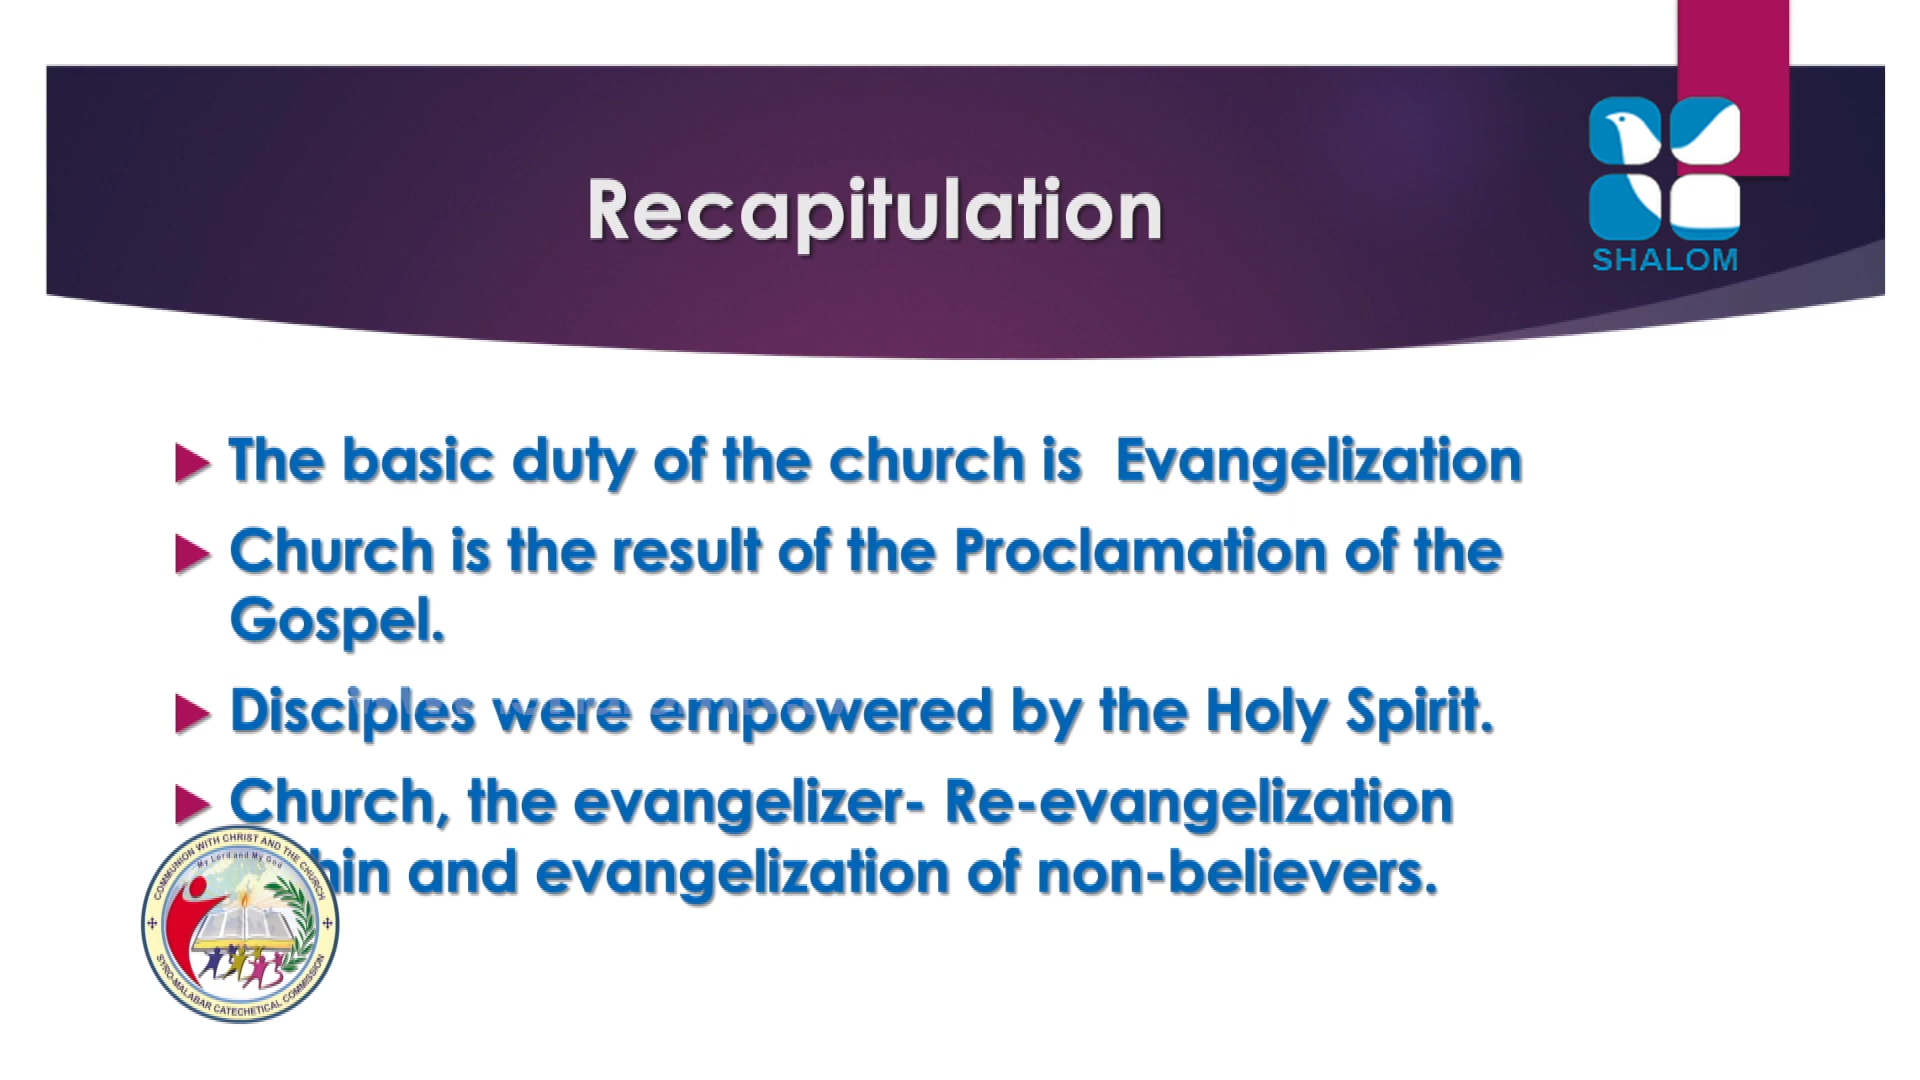 Recapitulation
SHALOM
The basic duty of the church is Evangelization
Church is the result of the Proclamation of the
Gospel.
Disciples were empowered by the Holy Spirit.
Church, the evangelizer- Re-evangelization
and evangelization of non-believers.
COMMUNION WITH CHRIST AND THE CHURCH
My Lord and My God
SYRO-MALABAR CATECHETICAL COMMISSION